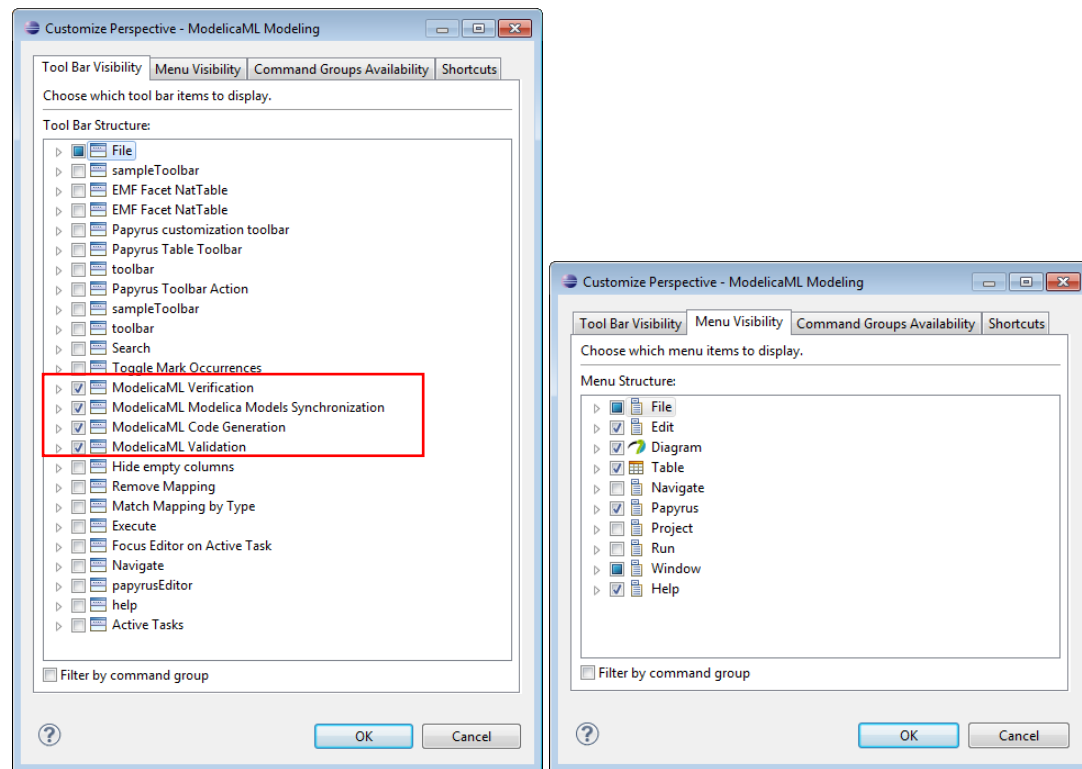 Customize Perspective - ModelicaML Modeling
Tool Bar Visibility Menu Visibility Command Groups Availability Shortcuts
Choose which tool bar items to display.
Tool Bar Structure:
File
sampleToolbar
EMF Facet NatTable
EMF Facet NatTable
Papyrus customization toolbar
Papyrus Table Toolbar
toolbar
Papyrus Toolbar Action
sampleToolbar
toolbar
Search
Toggle Mark Occurrences
ModelicaML Verification
ModelicaML Modelica Models Synchronization
ModelicaML Code Generation
ModelicaML Validation
Hide empty columns
Remove Mapping
Match Mapping by Type
Execute
Focus Editor on Active Task
Navigate
papyrusEditor
help
Active Tasks
Filter by command group
? OK Cancel
Customize Perspective - ModelicaML Modeling
Tool Bar Visibility Menu Visibility Command Groups Availability Shortcuts
Choose which menu items to display.
Menu Structure:
File
Edit
Diagram
Table
Navigate
Papyrus
Project
Run
Window
Help
Filter by command group
? OK Cancel